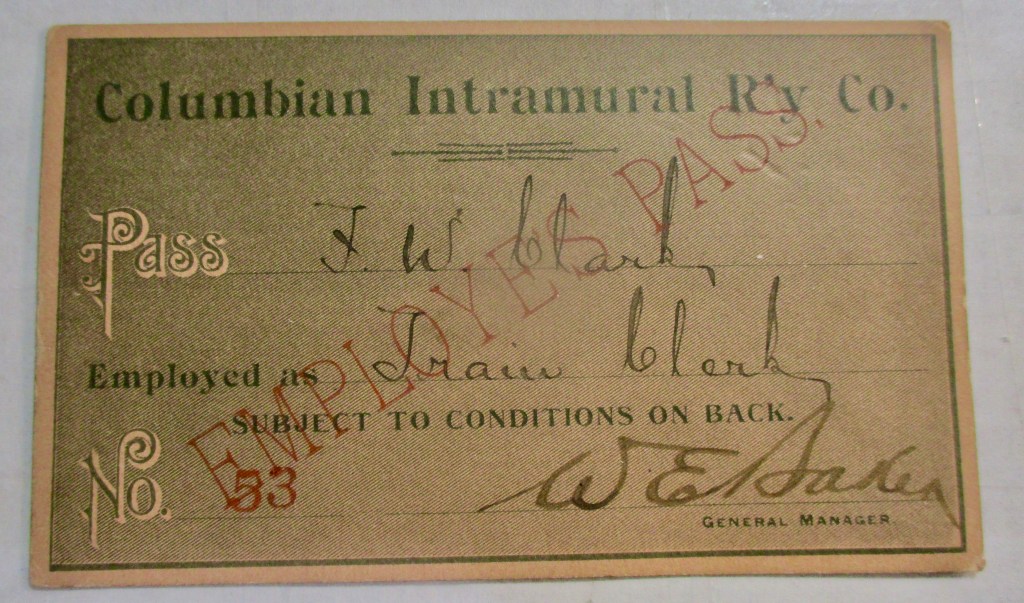 Columbian Intramural R'y Co.
EMPLOYES PASS.
Pass F. W. Clark
Employed as Train Clerk
SUBJECT TO CONDITIONS ON BACK.
No. 53
W E Baker
GENERAL MANAGER.